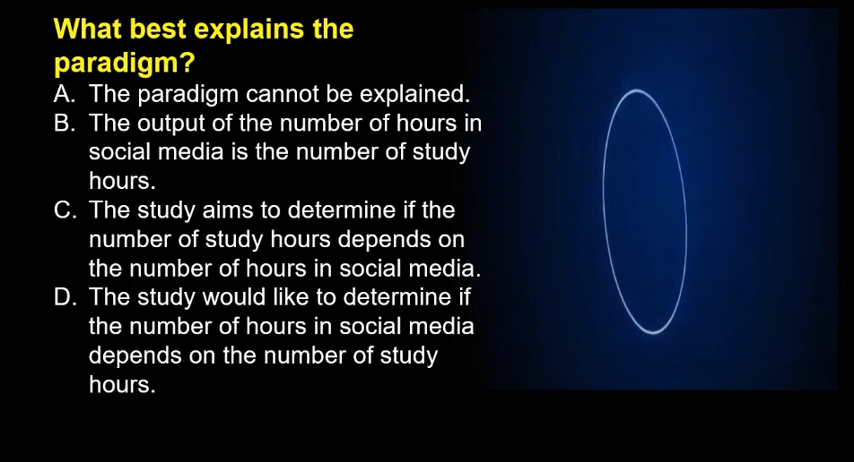 What best explains the
paradigm?
A. The paradigm cannot be explained.
B. The output of the number of hours in
social media is the number of study
hours.
C. The study aims to determine if the
number of study hours depends on
the number of hours in social media.
D. The study would like to determine if
the number of hours in social media
depends on the number of study
hours.